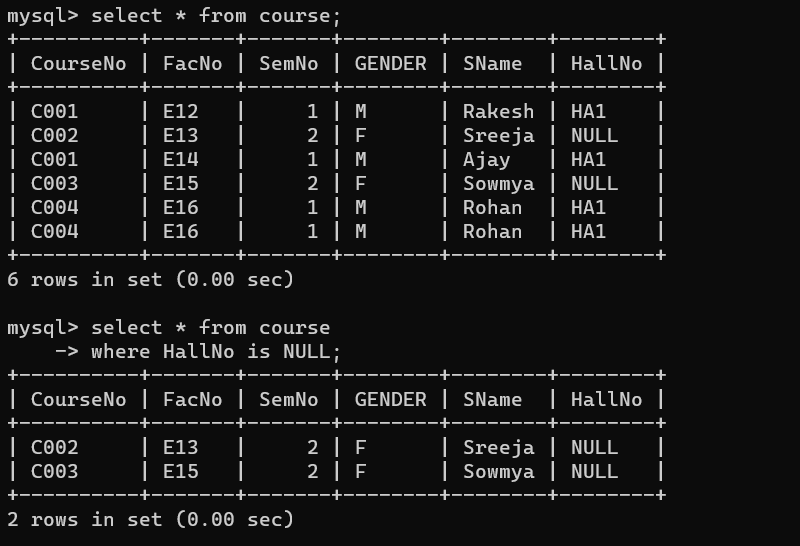 mysql> select * from course;
+----------+-------+-------+--------+--------+--------+
| CourseNo | FacNo | SemNo | GENDER | SName  | HallNo |
+----------+-------+-------+--------+--------+--------+
| C001     | E12   |     1 | M      | Rakesh | HA1    |
| C002     | E13   |     2 | F      | Sreeja | NULL   |
| C001     | E14   |     1 | M      | Ajay   | HA1    |
| C003     | E15   |     2 | F      | Sowmya | NULL   |
| C004     | E16   |     1 | M      | Rohan  | HA1    |
| C004     | E16   |     1 | M      | Rohan  | HA1    |
+----------+-------+-------+--------+--------+--------+
6 rows in set (0.00 sec)

mysql> select * from course
    -> where HallNo is NULL;
+----------+-------+-------+--------+--------+--------+
| CourseNo | FacNo | SemNo | GENDER | SName  | HallNo |
+----------+-------+-------+--------+--------+--------+
| C002     | E13   |     2 | F      | Sreeja | NULL   |
| C003     | E15   |     2 | F      | Sowmya | NULL   |
+----------+-------+-------+--------+--------+--------+
2 rows in set (0.00 sec)